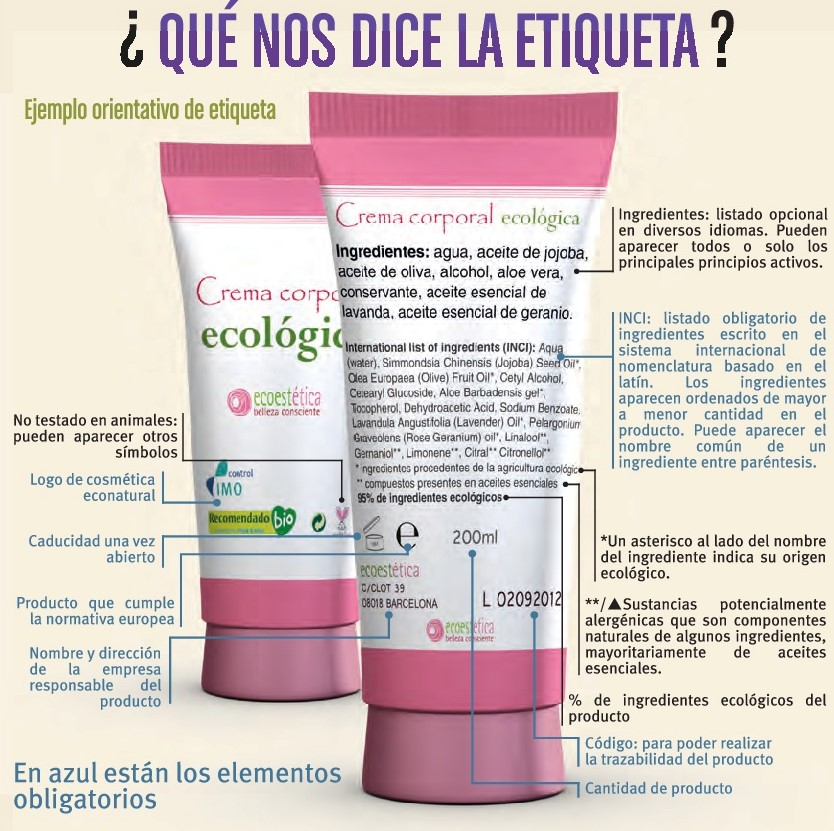 ¿ QUÉ NOS DICE LA ETIQUETA ?
Ejemplo orientativo de etiqueta
Crema corporal ecológica
Ingredientes: agua, aceite de jojoba,
aceite de oliva, alcohol, aloe vera,
conservante, aceite esencial de
lavanda, aceite esencial de geranio.
International list of ingredients (INCI): Aqua
(water), Simmondsia Chinensis (Jojoba) Seed Oil*,
Olea Europaea (Olive) Fruit Oil*, Cetyl Alcohol,
Cetearyl Glucoside, Aloe Barbadensis gel*,
Tocopherol, Dehydroacetic Acid, Sodium Benzoate,
Lavandula Angustifolia (Lavender) Oil*, Pelargonium
Graveolens (Rose Geranium) oil*, Linalool**,
Gemaniol**, Limonene**, Citral** Citronellol**
* ingredientes procedentes de la agricultura ecológic
** compuestos presentes en aceites esenciales
95% de ingredientes ecológicos
200ml
ecoestética
C/CLOT 39
08018 BARCELONA
L 02092012
ecoestética
belleza consciente
Crema corpo
ecológic
ecoestética
belleza consciente
control
IMO
Recomendado bio
Ingredientes: listado opcional
en diversos idiomas. Pueden
aparecer todos o solo los
principales principios activos.
INCI: listado obligatorio de
ingredientes escrito en el
sistema internacional de
nomenclatura basado en el
latín. Los ingredientes
aparecen ordenados de mayor
a menor cantidad en el
producto. Puede aparecer el
nombre común de un
ingrediente entre paréntesis.
No testado en animales:
pueden aparecer otros
símbolos
Logo de cosmética
econatural
Caducidad una vez
abierto
Producto que cumple
la normativa europea
Nombre y dirección
de la empresa
responsable del
producto
*Un asterisco al lado del nombre
del ingrediente indica su origen
ecológico.
**/▲Sustancias potencialmente
alergénicas que son componentes
naturales de algunos ingredientes,
mayoritariamente de aceites
esenciales.
% de ingredientes ecológicos del
producto
Código: para poder realizar
la trazabilidad del producto
Cantidad de producto
En azul están los elementos
obligatorios